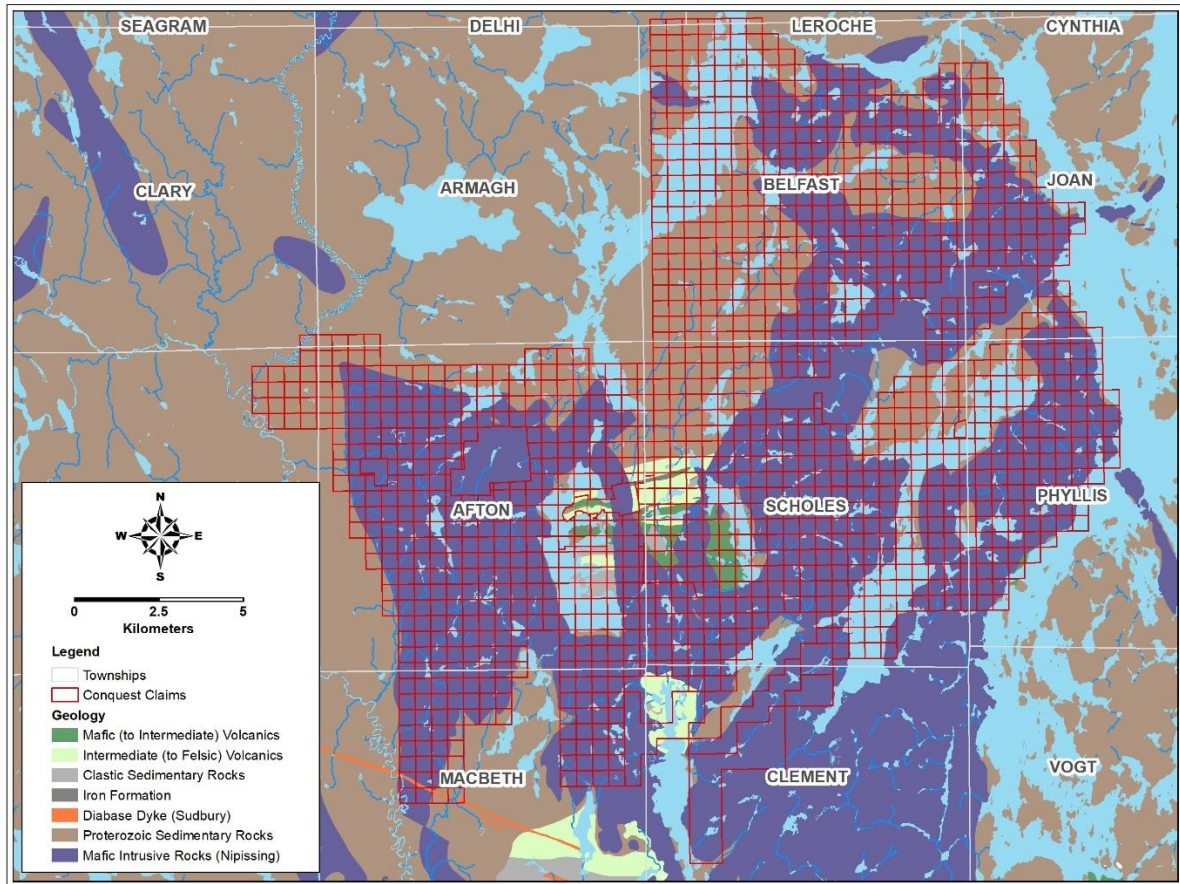 SEAGRAM
DELHI
LEROCHE
CYNTHIA
CLARY
ARMAGH
BELFAST
JOAN
AFTON
SCHOLES
PHYLLIS
MACBETH
CLEMENT
VOGT
N
W E
S
0 2.5 5
Kilometers
Legend
Townships
Conquest Claims
Geology
Mafic (to Intermediate) Volcanics
Intermediate (to Felsic) Volcanics
Clastic Sedimentary Rocks
Iron Formation
Diabase Dyke (Sudbury)
Proterozoic Sedimentary Rocks
Mafic Intrusive Rocks (Nipissing)